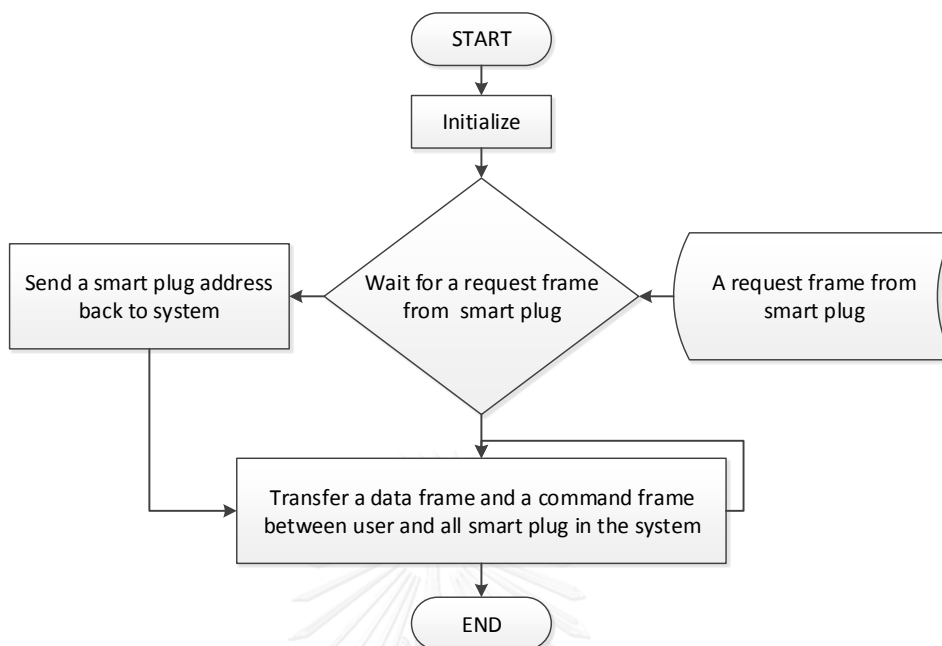 START
Initialize
Send a smart plug address
back to system
Wait for a request frame
from  smart plug
A request frame from
smart plug
Transfer a data frame and a command frame
between user and all smart plug in the system
END